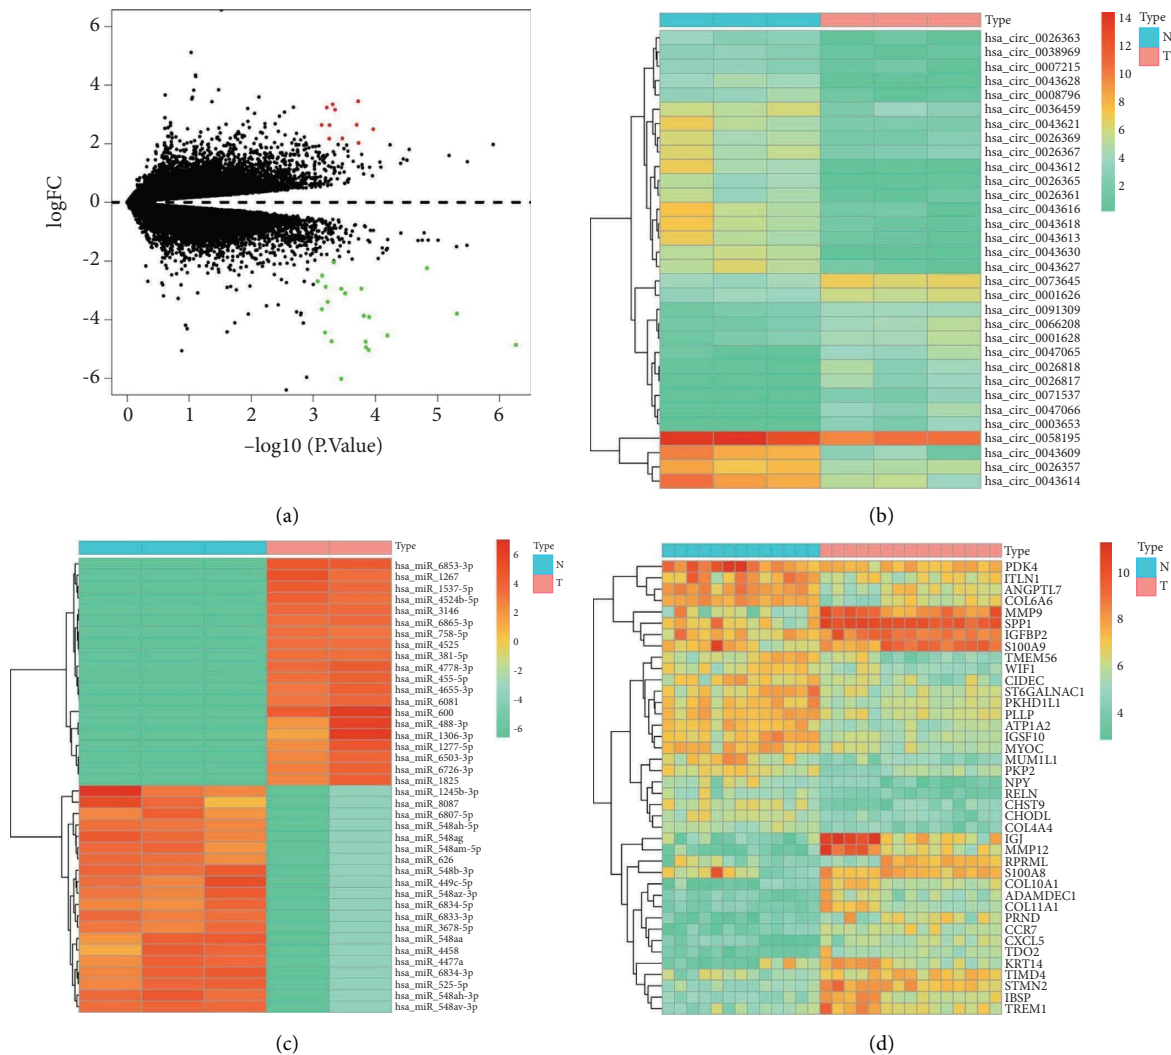 6
4
2
0
-2
-4
-6
logFC
0
1
2
3
4
5
6
−log10 (P.Value)
(a)
Type
hsa_circ_0026363
hsa_circ_0038969
hsa_circ_0007215
hsa_circ_0043628
hsa_circ_0008796
hsa_circ_0036459
hsa_circ_0043621
hsa_circ_0026369
hsa_circ_0026367
hsa_circ_0043612
hsa_circ_0026365
hsa_circ_0026361
hsa_circ_0043616
hsa_circ_0043618
hsa_circ_0043613
hsa_circ_0043630
hsa_circ_0043627
hsa_circ_0073645
hsa_circ_0001626
hsa_circ_0091309
hsa_circ_0066208
hsa_circ_0001628
hsa_circ_0047065
hsa_circ_0026818
hsa_circ_0026817
hsa_circ_0071537
hsa_circ_0047066
hsa_circ_0003653
hsa_circ_0058195
hsa_circ_0043609
hsa_circ_0026357
hsa_circ_0043614
14
12
10
8
6
4
2
Type
N
T
(b)
Type
hsa_miR_6853-3p
hsa_miR_1267
hsa_miR_1537-5p
hsa_miR_4524b-5p
hsa_miR_3146
hsa_miR_6865-3p
hsa_miR_758-5p
hsa_miR_4525
hsa_miR_381-5p
hsa_miR_4778-3p
hsa_miR_455-5p
hsa_miR_4655-3p
hsa_miR_6081
hsa_miR_600
hsa_miR_488-3p
hsa_miR_1306-3p
hsa_miR_1277-5p
hsa_miR_6503-3p
hsa_miR_6726-3p
hsa_miR_1825
hsa_miR_1245b-3p
hsa_miR_8087
hsa_miR_6807-5p
hsa_miR_548ah-5p
hsa_miR_548ag
hsa_miR_548am-5p
hsa_miR_626
hsa_miR_548b-3p
hsa_miR_449c-5p
hsa_miR_548az-3p
hsa_miR_6834-5p
hsa_miR_6833-3p
hsa_miR_3678-5p
hsa_miR_548aa
hsa_miR_4458
hsa_miR_4477a
hsa_miR_6834-3p
hsa_miR_525-5p
hsa_miR_548ah-3p
hsa_miR_548av-3p
6
4
2
0
-2
-4
-6
Type
N
T
(c)
Type
PDK4
ITLN1
ANGPTL7
COL6A6
MMP9
SPP1
IGFBP2
S100A9
TMEM56
WIF1
CIDEC
ST6GALNAC1
PKHD1L1
PLLP
ATP1A2
IGSF10
MYOC
MUM1L1
PKP2
NPY
RELN
CHST9
CHODL
COL4A4
IGJ
MMP12
RPRML
S100A8
COL10A1
ADAMDEC1
COL11A1
PRND
CCR7
CXCL5
TDO2
KRT14
TIMD4
STMN2
IBSP
TREM1
10
8
6
4
Type
N
T
(d)